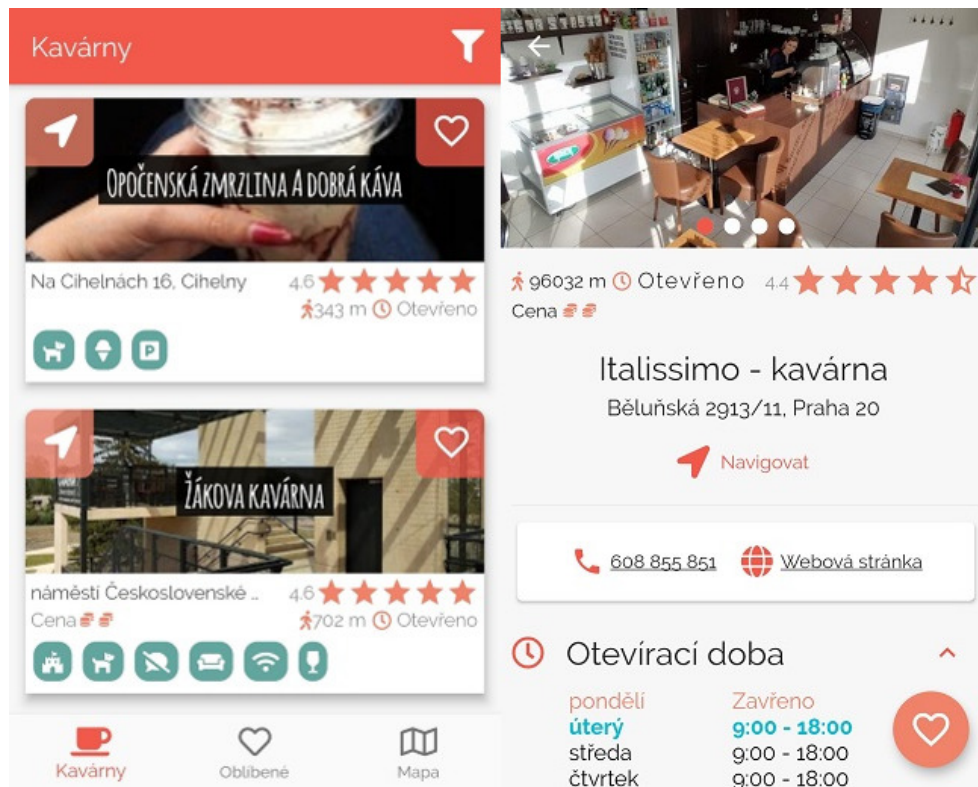 Kavárny
OPOČENSKÁ ZMRZLINA A DOBRÁ KÁVA
Na Cihelnách 16, Cihelny 4.6
343 m Otevřeno
P
ŽÁKOVA KAVÁRNA
náměstí Československé .. 4.6
Cena 702 m Otevřeno
Kavárny Oblíbené Mapa
96032 m Otevřeno 4.4
Cena
Italissimo - kavárna
Běluňská 2913/11, Praha 20
Navigovat
608 855 851 Webová stránka
Otevírací doba
pondělí Zavřeno
úterý 9:00 - 18:00
středa 9:00 - 18:00
čtvrtek 9:00 - 18:00